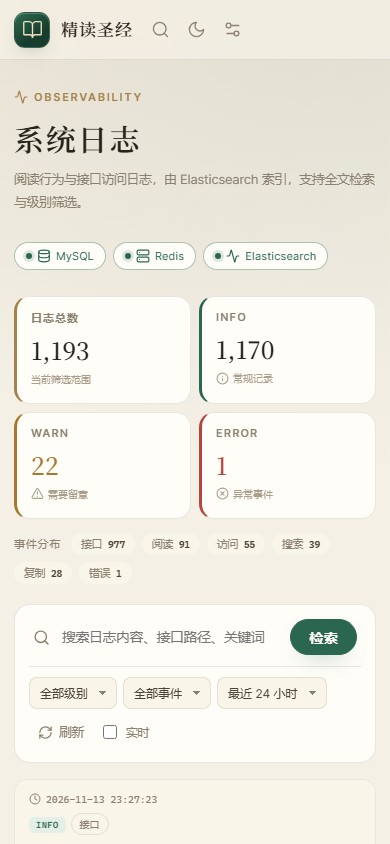 精读圣经
OBSERVABILITY
系统日志
阅读行为与接口访问日志，由 Elasticsearch 索引，支持全文检索
与级别筛选。
MySQL Redis Elasticsearch
日志总数 INFO
1,193 1,170
当前筛选范围 常规记录
WARN ERROR
22 1
需要留意 异常事件
事件分布 接口 977 阅读 91 访问 55 搜索 39
复制 28 错误 1
搜索日志内容、接口路径、关键词 检索
全部级别 全部事件 最近 24 小时
刷新 实时
2026-11-13 23:27:23
INFO 接口